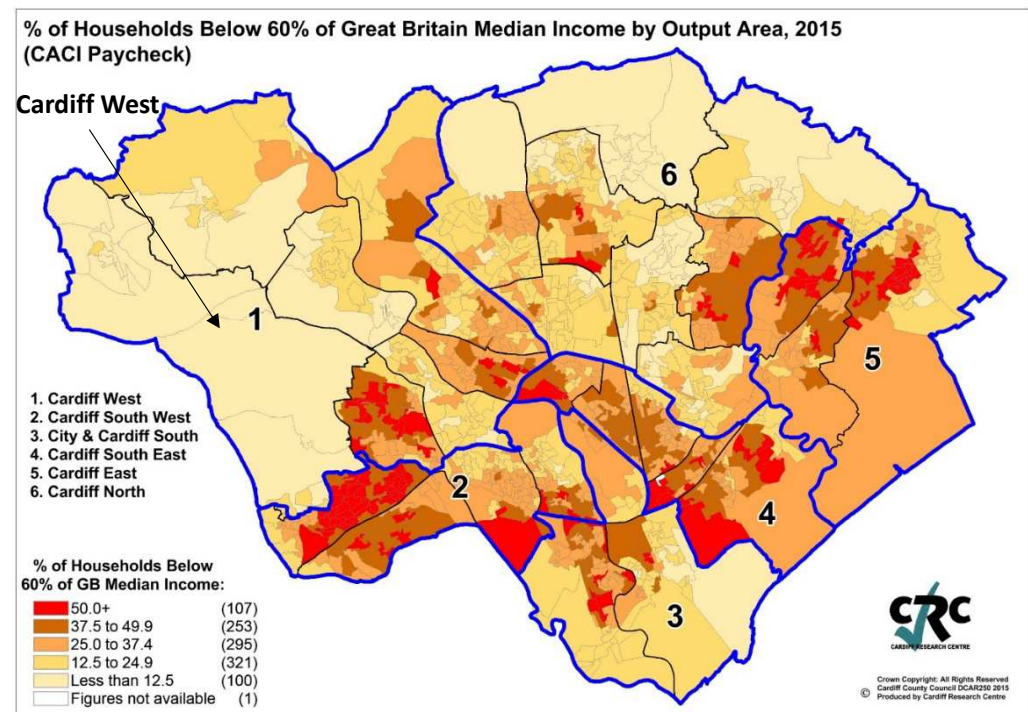 % of Households Below 60% of Great Britain Median Income by Output Area, 2015
(CACI Paycheck)
Cardiff West
6
1
5
1. Cardiff West
2. Cardiff South West
3. City & Cardiff South
4. Cardiff South East
5. Cardiff East
6. Cardiff North
2
4
3
% of Households Below
60% of GB Median Income:
50.0+ (107)
37.5 to 49.9 (253)
25.0 to 37.4 (295)
12.5 to 24.9 (321)
Less than 12.5 (100)
Figures not available (1)
CRC
CARDIFF RESEARCH CENTRE
Crown Copyright: All Rights Reserved
© Cardiff County Council DCAR250 2015
Produced by Cardiff Research Centre